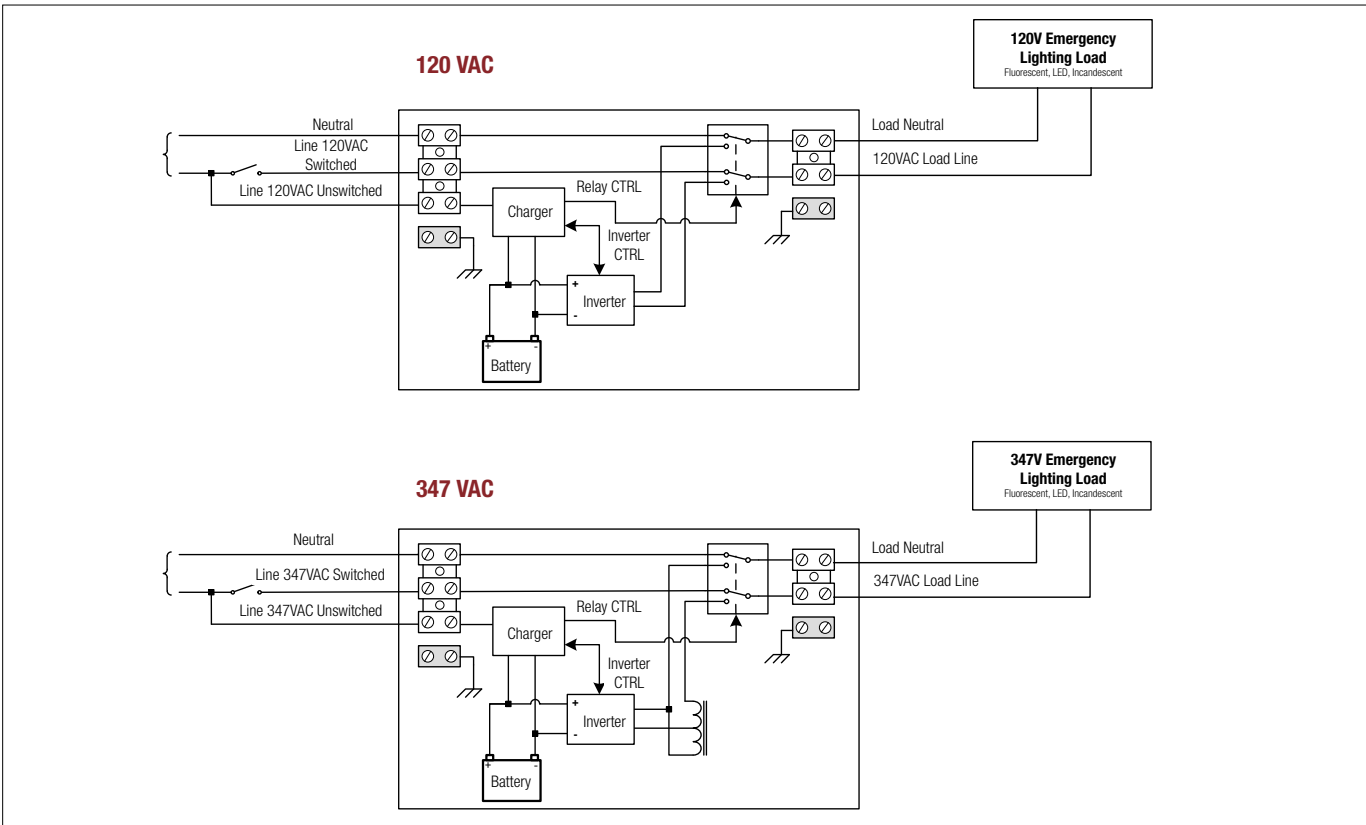 120 VAC
120V Emergency
Lighting Load
Fluorescent, LED, Incandescent
Neutral
Line 120VAC
Switched
Line 120VAC Unswitched
Load Neutral
120VAC Load Line
Relay CTRL
Charger
Inverter
CTRL
+
Inverter
-
+ -
Battery
347 VAC
347V Emergency
Lighting Load
Fluorescent, LED, Incandescent
Neutral
Line 347VAC Switched
Line 347VAC Unswitched
Load Neutral
347VAC Load Line
Relay CTRL
Charger
Inverter
CTRL
+
Inverter
-
+ -
Battery